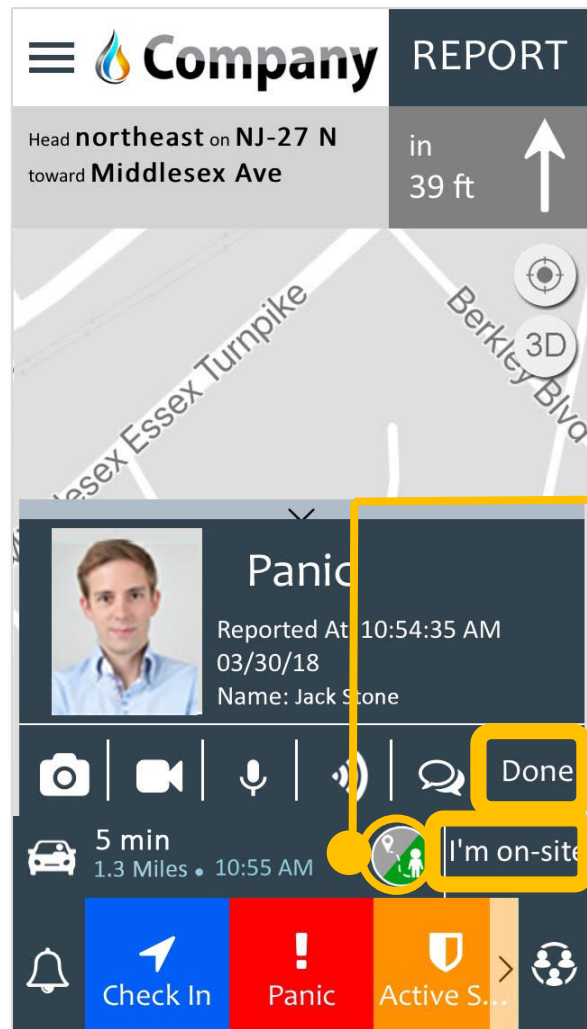 Company
REPORT
Head northeast on NJ-27 N
toward Middlesex Ave
in
39 ft
Essex Turnpike
Berkley Blvd
3D
Panic
Reported At: 10:54:35 AM
03/30/18
Name: Jack Stone
Done
5 min
1.3 Miles • 10:55 AM
I'm on-site
Check In
Panic
Active S...